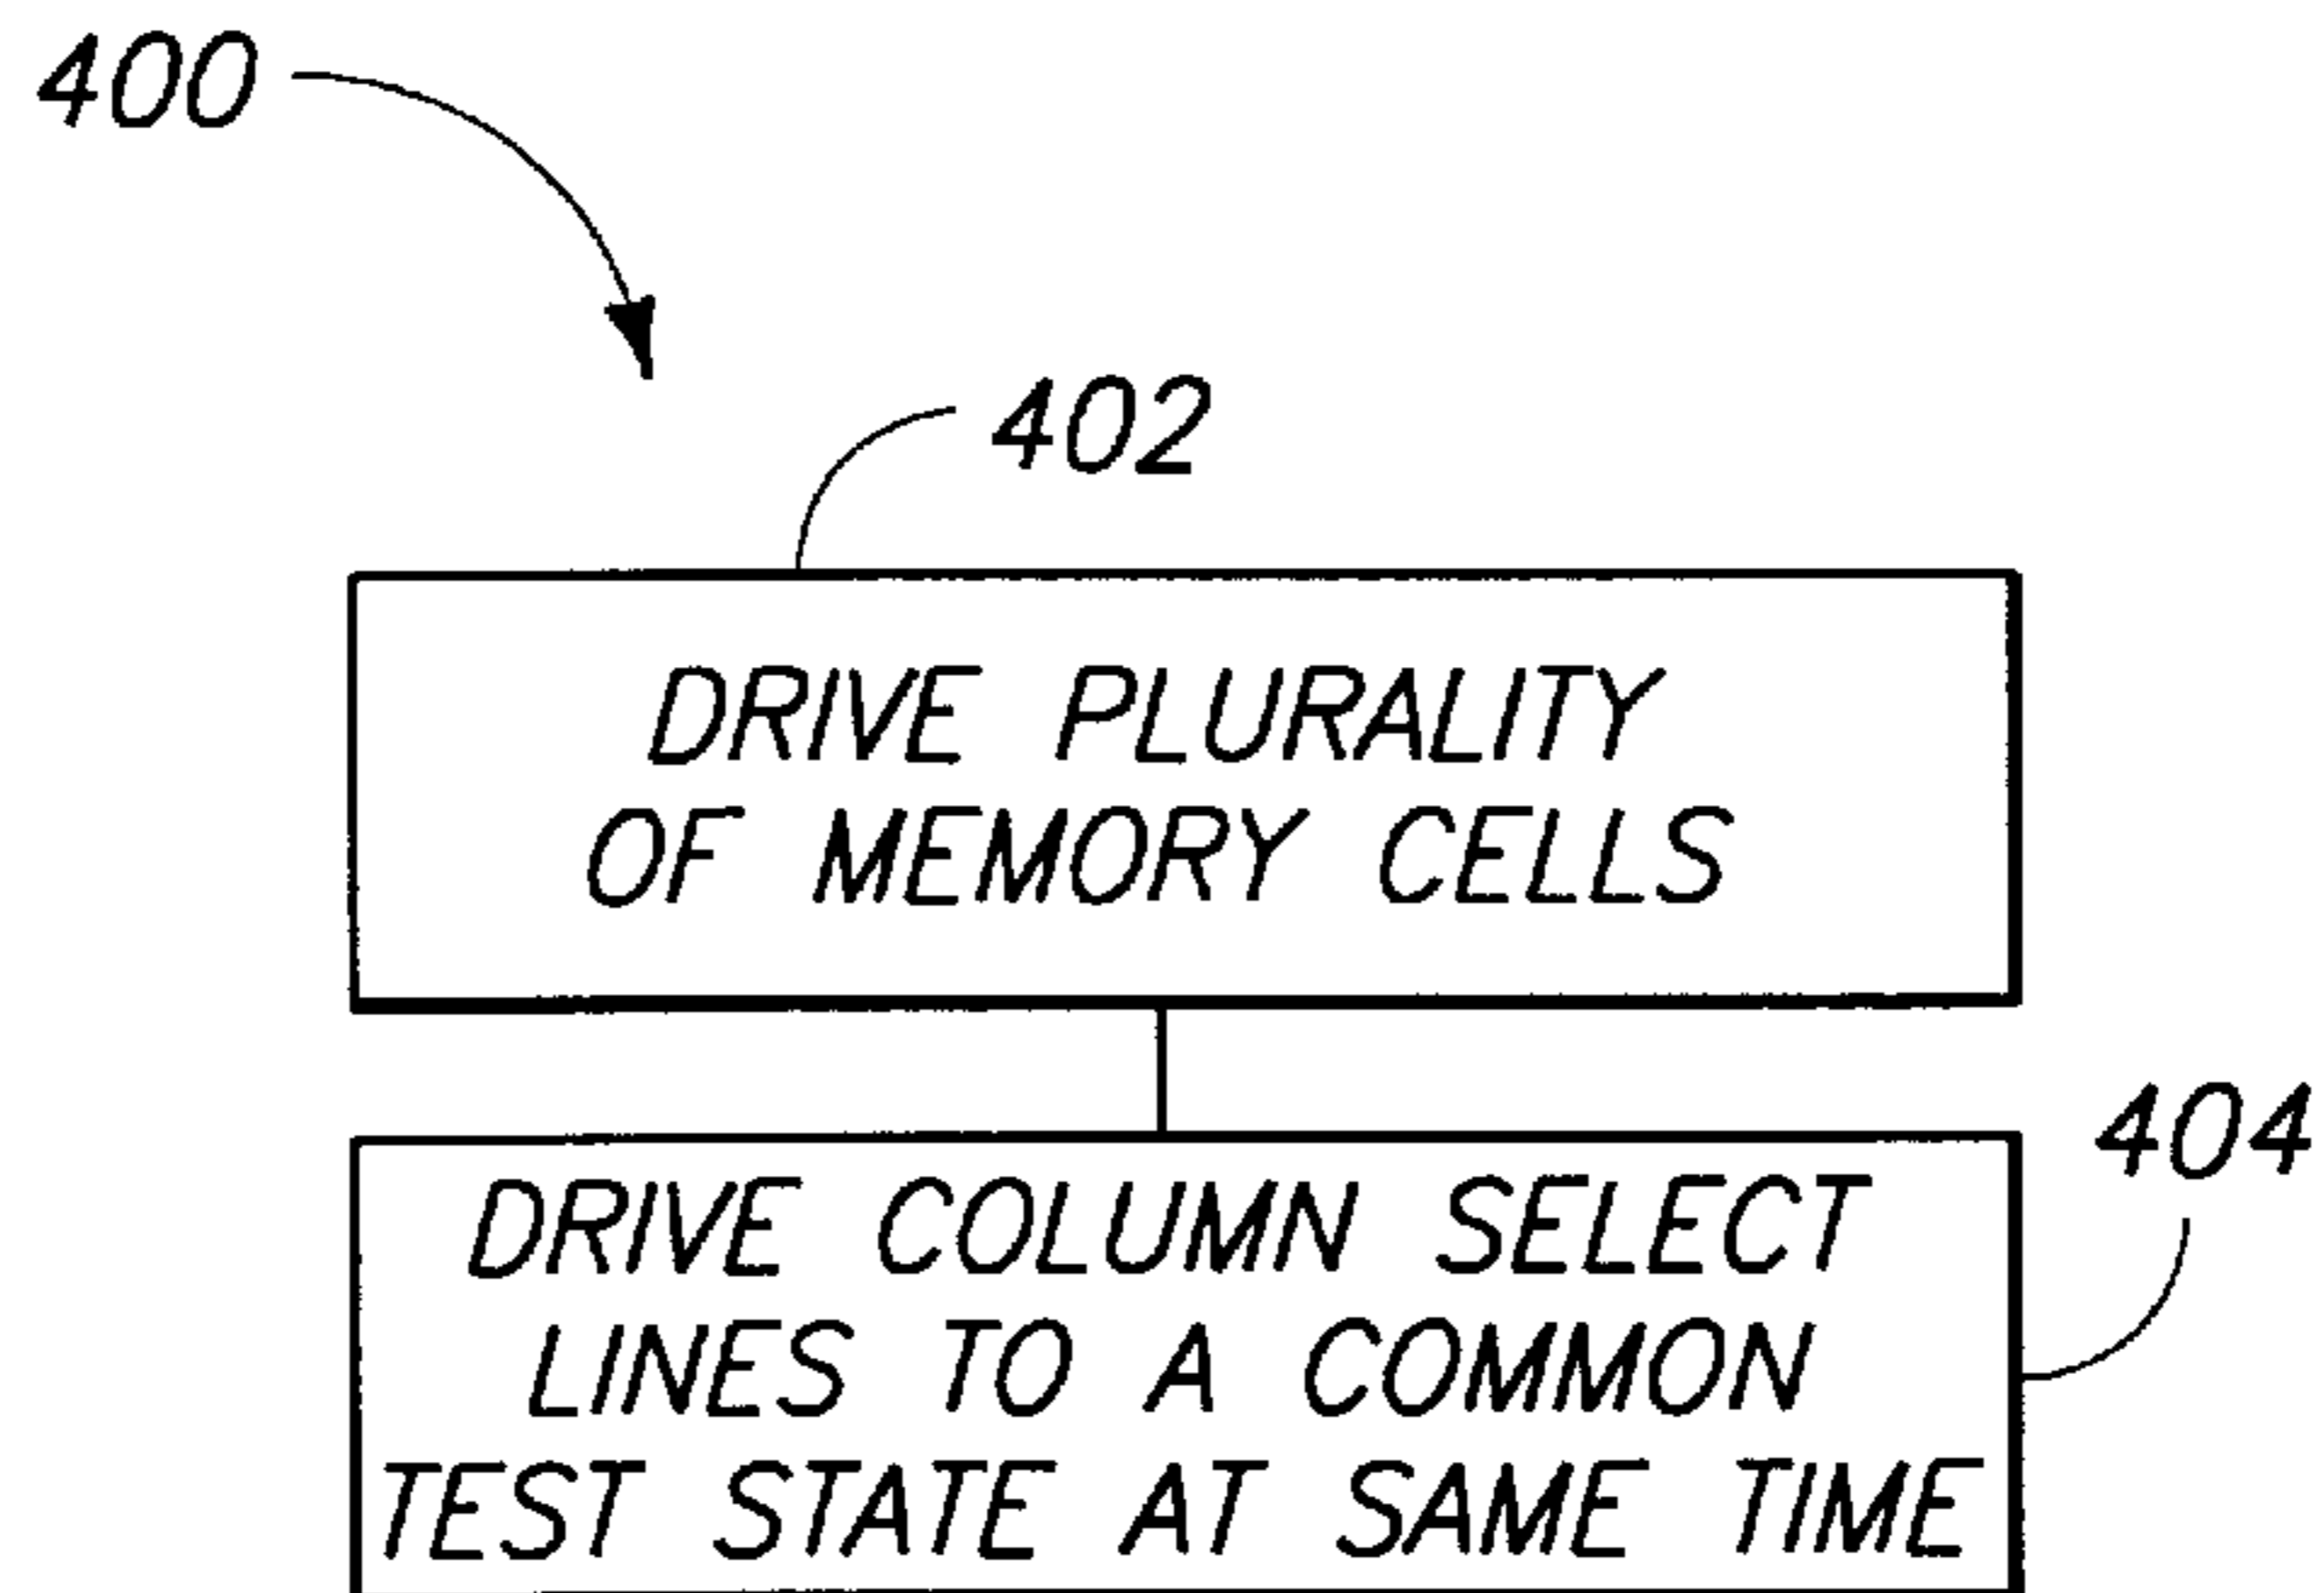 400
402
DRIVE PLURALITY
OF MEMORY CELLS
404
DRIVE COLUMN SELECT
LINES TO A COMMON
TEST STATE AT SAME TIME